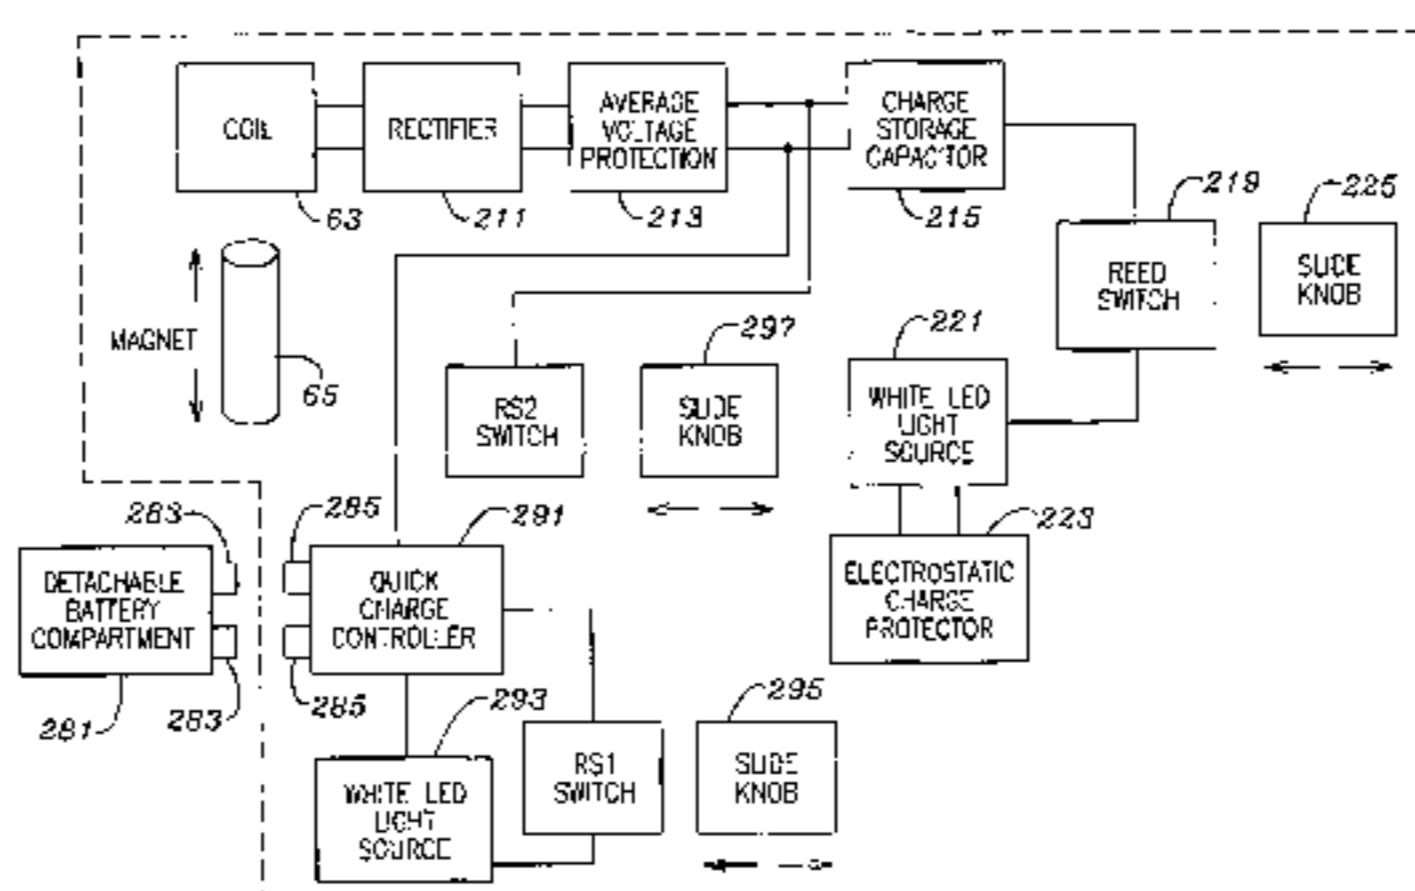 COIL
RECTIFIER
AVERAGE
VOLTAGE
PROTECTION
CHARGE
STORAGE
CAPACTOR
63
211
213
215
219
225
REED
SWITCH
SLIDE
KNOB
MAGNET
65
297
221
RS2
SWITCH
SLIDE
KNOB
WHITE LED
LIGHT
SOURCE
283
285
291
223
DETACHABLE
BATTERY
COMPARTMENT
QUICK
CHARGE
CONTROLLER
ELECTROSTATIC
CHARGE
PROTECTOR
281
283
285
293
295
WHITE LED
LIGHT
SOURCE
RS1
SWITCH
SLIDE
KNOB